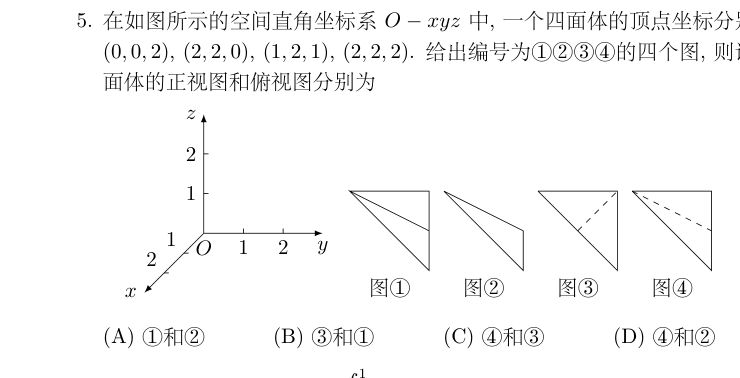 5. 在如图所示的空间直角坐标系 O − xyz 中, 一个四面体的顶点坐标分
(0, 0, 2), (2, 2, 0), (1, 2, 1), (2, 2, 2). 给出编号为①②③④的四个图, 则
面体的正视图和俯视图分别为
z
2
1
1
2
O
1
2
y
x
图①
图②
图③
图④
(A) ①和②
(B) ③和①
(C) ④和③
(D) ④和②